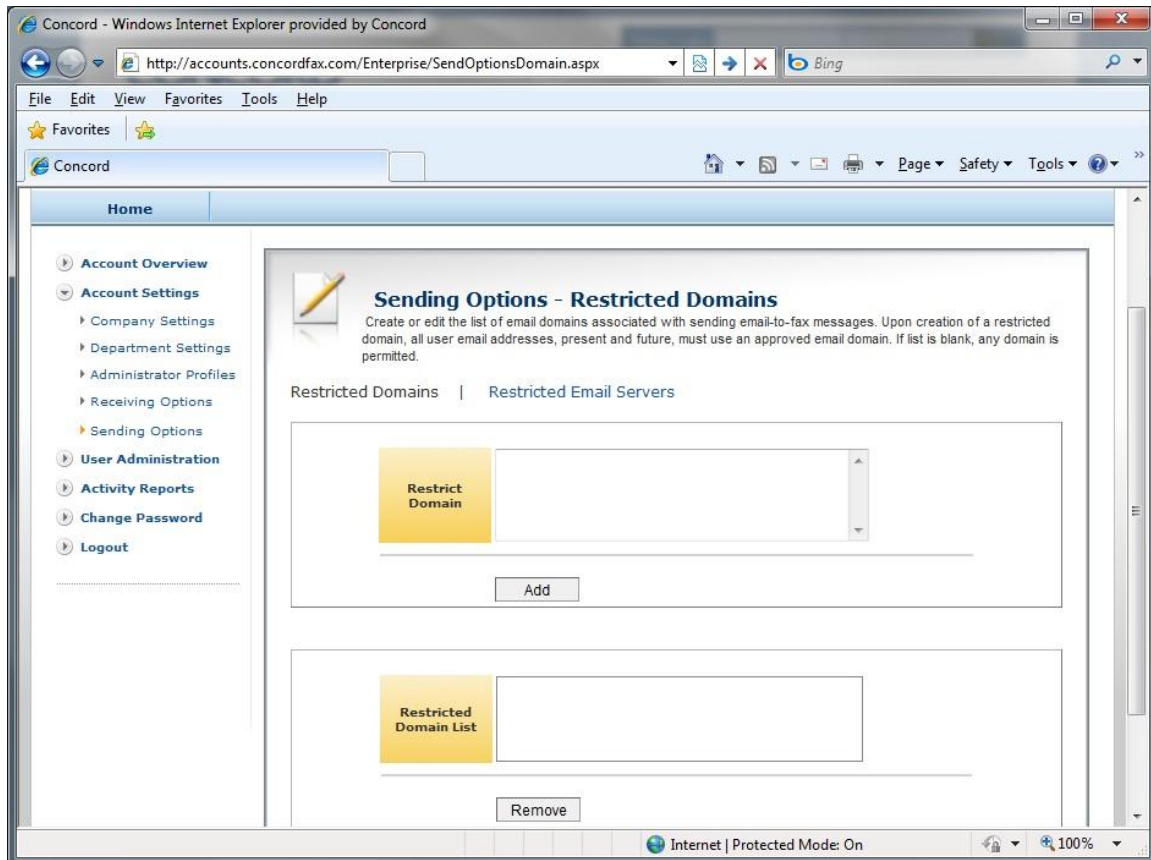 Concord - Windows Internet Explorer provided by Concord
http://accounts.concordfax.com/Enterprise/SendOptionsDomain.aspx
Bing
File Edit View Favorites Tools Help
Favorites
Concord
Page Safety Tools
Home
Account Overview
Account Settings
Company Settings
Department Settings
Administrator Profiles
Receiving Options
Sending Options
User Administration
Activity Reports
Change Password
Logout
Sending Options - Restricted Domains
Create or edit the list of email domains associated with sending email-to-fax messages. Upon creation of a restricted
domain, all user email addresses, present and future, must use an approved email domain. If list is blank, any domain is
permitted.
Restricted Domains | Restricted Email Servers
Restrict
Domain
Add
Restricted
Domain List
Remove
Internet | Protected Mode: On
100%